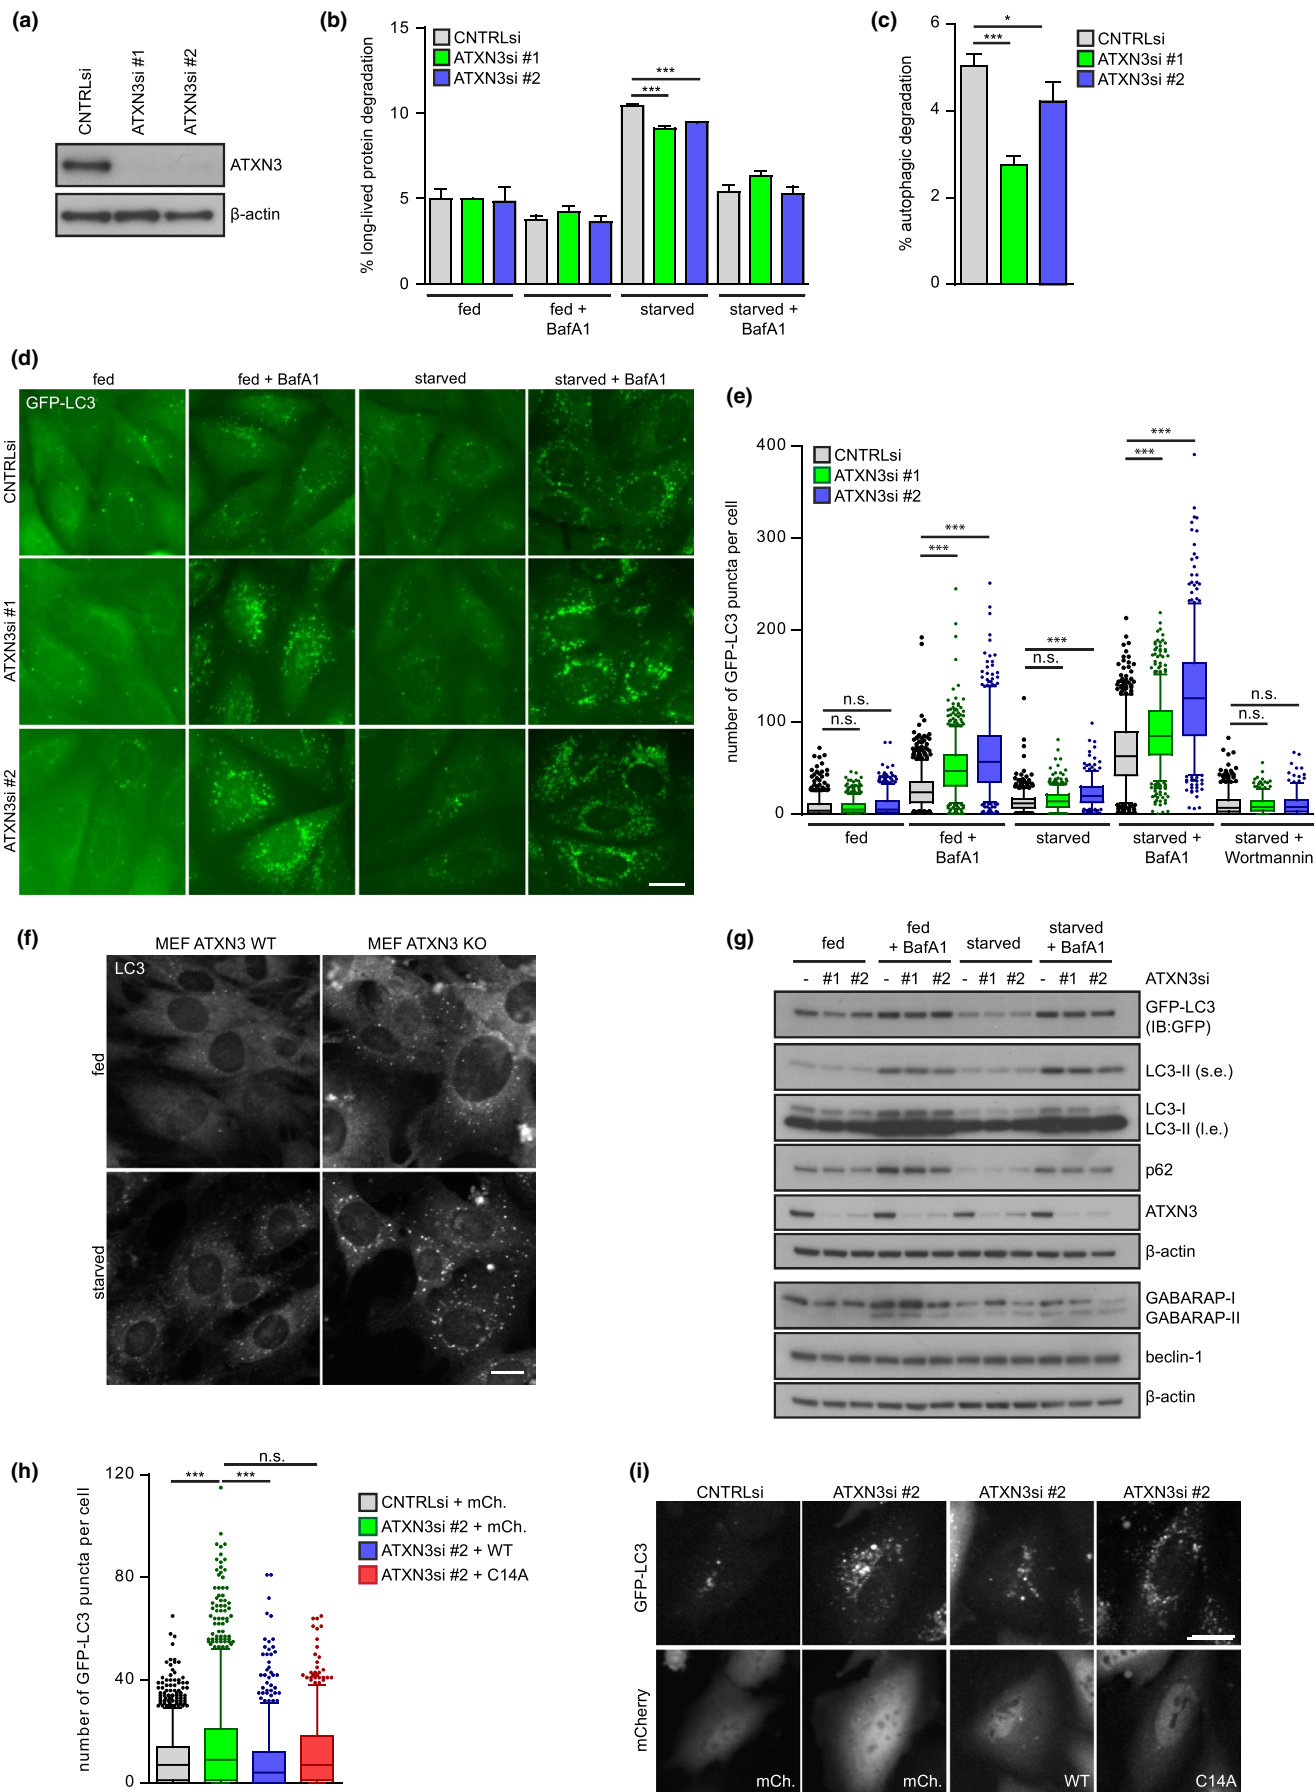 (a)
CNTRLsi
ATXN3si #1
ATXN3si #2
ATXN3
β-actin
(b)
% long-lived protein degradation
15
10
5
0
CNTRLsi
ATXN3si #1
ATXN3si #2
***
***
fed
fed +
BafA1
starved
starved +
BafA1
(c)
% autophagic degradation
6
4
2
0
*
***
CNTRLsi
ATXN3si #1
ATXN3si #2
(d)
fed
fed + BafA1
starved
starved + BafA1
GFP-LC3
CNTRLsi
ATXN3si #1
ATXN3si #2
(e)
number of GFP-LC3 puncta per cell
400
300
200
100
0
CNTRLsi
ATXN3si #1
ATXN3si #2
n.s.
n.s.
***
***
***
n.s.
***
***
n.s.
n.s.
fed
fed +
BafA1
starved
starved +
BafA1
starved +
Wortmannin
(f)
MEF ATXN3 WT
MEF ATXN3 KO
LC3
fed
starved
(g)
fed
fed
+ BafA1
starved
starved
+ BafA1
- #1 #2 - #1 #2 - #1 #2 - #1 #2 ATXN3si
GFP-LC3
(IB:GFP)
LC3-II (s.e.)
LC3-I
LC3-II (l.e.)
p62
ATXN3
β-actin
GABARAP-I
GABARAP-II
beclin-1
β-actin
(h)
number of GFP-LC3 puncta per cell
120
80
40
0
n.s.
***
***
CNTRLsi + mCh.
ATXN3si #2 + mCh.
ATXN3si #2 + WT
ATXN3si #2 + C14A
(i)
CNTRLsi
ATXN3si #2
ATXN3si #2
ATXN3si #2
GFP-LC3
mCherry
mCh.
mCh.
WT
C14A